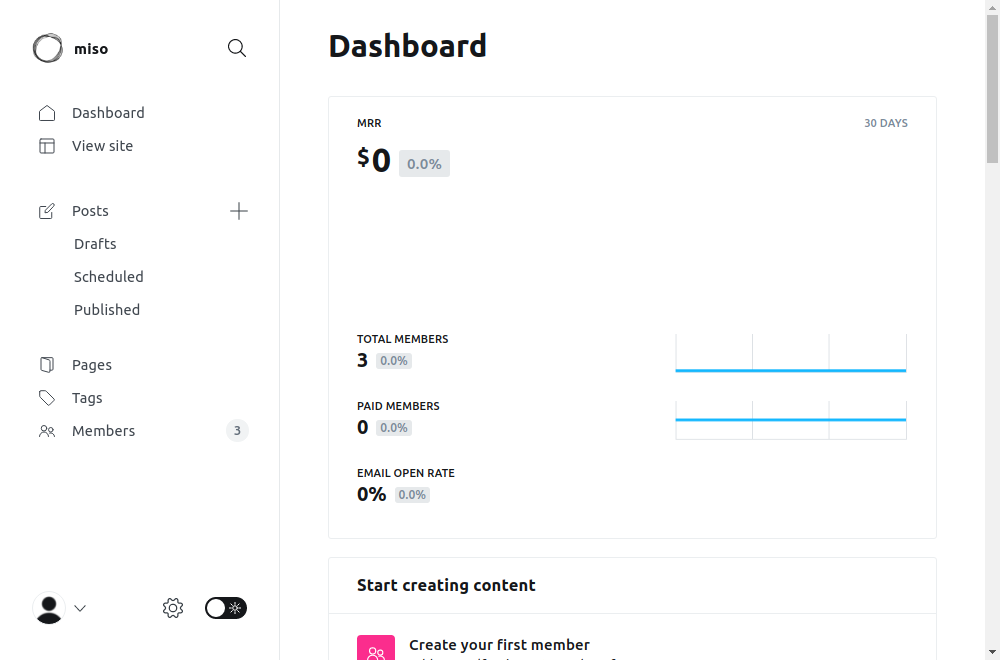 miso
Dashboard
View site
Posts
Drafts
Scheduled
Published
Pages
Tags
Members 3
Dashboard
MRR 30 DAYS
$0 0.0%
TOTAL MEMBERS
3 0.0%
PAID MEMBERS
0 0.0%
EMAIL OPEN RATE
0% 0.0%
Start creating content
Create your first member